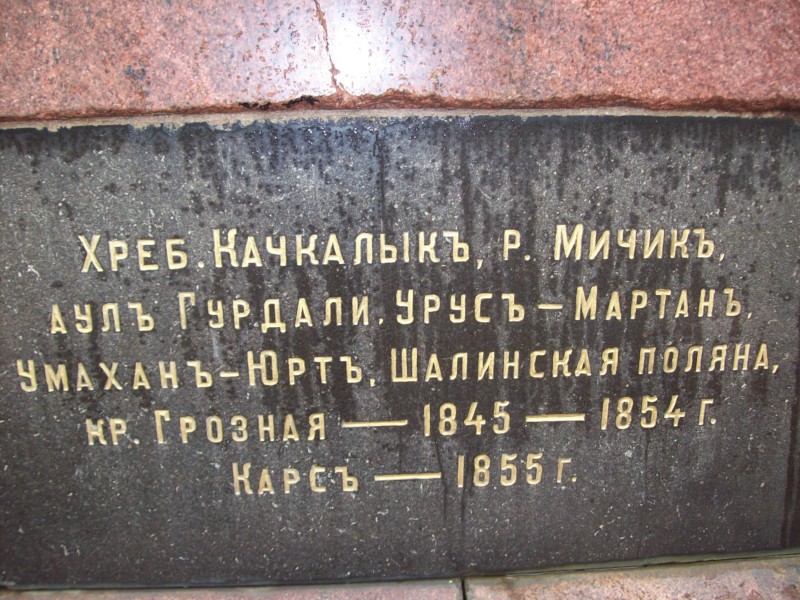 Хреб. Качкалыкъ, р. Мичикъ,
аулъ Гурдали, Урусъ – Мартанъ,
Умаханъ – Юртъ, Шалинская поляна,
кр. Грозная — 1845 — 1854 г.
Карсъ — 1855 г.